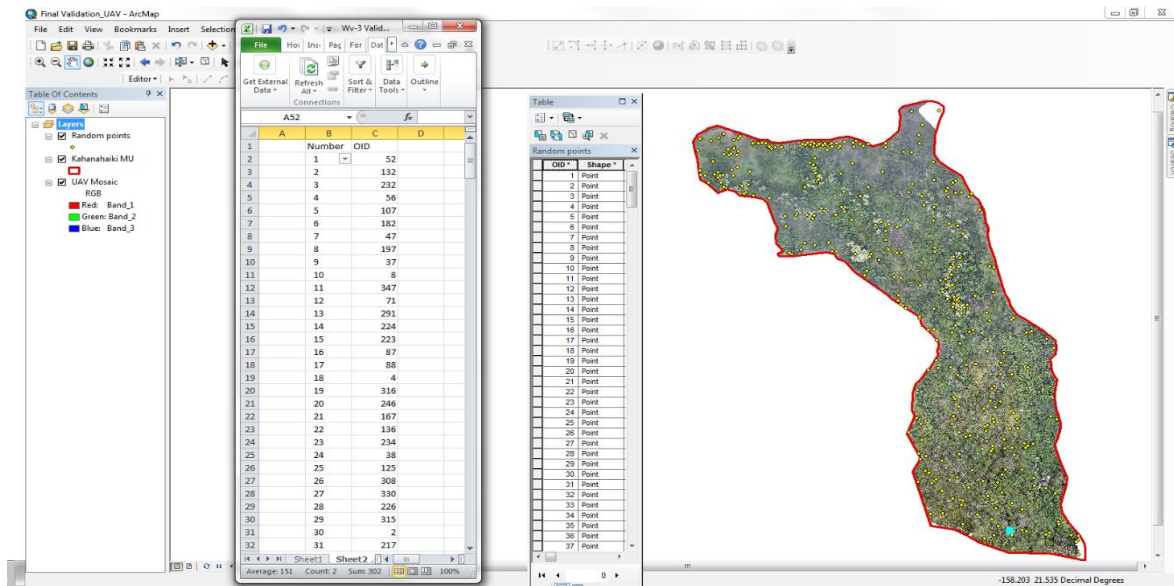 Final Validation_UAV - ArcMap
File Edit View Bookmarks Insert Selection
Editor
Table Of Contents
Layers
Random points
Kahanahaiki MU
UAV Mosaic
RGB
Red: Band_1
Green: Band_2
Blue: Band_3
Wv-3 Valid...
File Hor Ins Pag For Dat
Get External Data Refresh All Sort & Filter Data Tools Outline
Connections
A52 fx
A B C D
1 Number OID
2 1 52
3 2 132
4 3 232
5 4 56
6 5 107
7 6 182
8 7 47
9 8 197
10 9 37
11 10 8
12 11 347
13 12 71
14 13 291
15 14 224
16 15 223
17 16 87
18 17 88
19 18 4
20 19 316
21 20 246
22 21 167
23 22 136
24 23 234
25 24 38
26 25 125
27 26 308
28 27 330
29 28 226
30 29 315
31 30 2
32 31 217
Sheet1 Sheet2
Average: 151 Count: 2 Sum: 302 100%
Table
Random points
OID * Shape *
1 Point
2 Point
3 Point
4 Point
5 Point
6 Point
7 Point
8 Point
9 Point
10 Point
11 Point
12 Point
13 Point
14 Point
15 Point
16 Point
17 Point
18 Point
19 Point
20 Point
21 Point
22 Point
23 Point
24 Point
25 Point
26 Point
27 Point
28 Point
29 Point
30 Point
31 Point
32 Point
33 Point
34 Point
35 Point
36 Point
37 Point
0
-158.203 21.535 Decimal Degrees